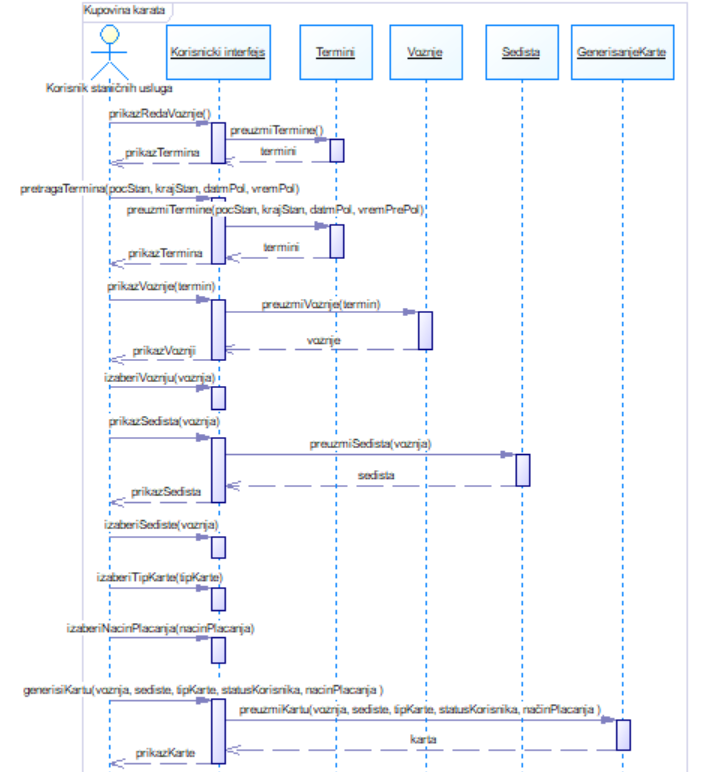 Kupovina karata
Korisnicki interfejs
Termini
Voznje
Sedista
GenerisanjeKarte
Korisnik staničnih usluga
prikazRedaVoznje()
preuzmiTermine()
prikazTermina
termini
pretragaTermina(pocStan, krajStan, datmPol, vremPol)
preuzmiTermine(pocStan, krajStan, datmPol, vremPrePol)
termini
prikazTermina
prikazVoznje(termin)
preuzmiVoznje(termin)
voznje
prikazVoznji
izaberiVoznju(voznja)
prikazSedista(voznja)
preuzmiSedista(voznja)
sedista
prikazSedista
izaberiSediste(voznja)
izaberiTipKarte(tipKarte)
izaberiNacinPlacanja(nacinPlacanja)
generisiKartu(voznja, sediste, tipKarte, statusKorisnika, nacinPlacanja )
preuzmiKartu(voznja, sediste, tipKarte, statusKorisnika, načinPlacanja )
karta
prikazKarte